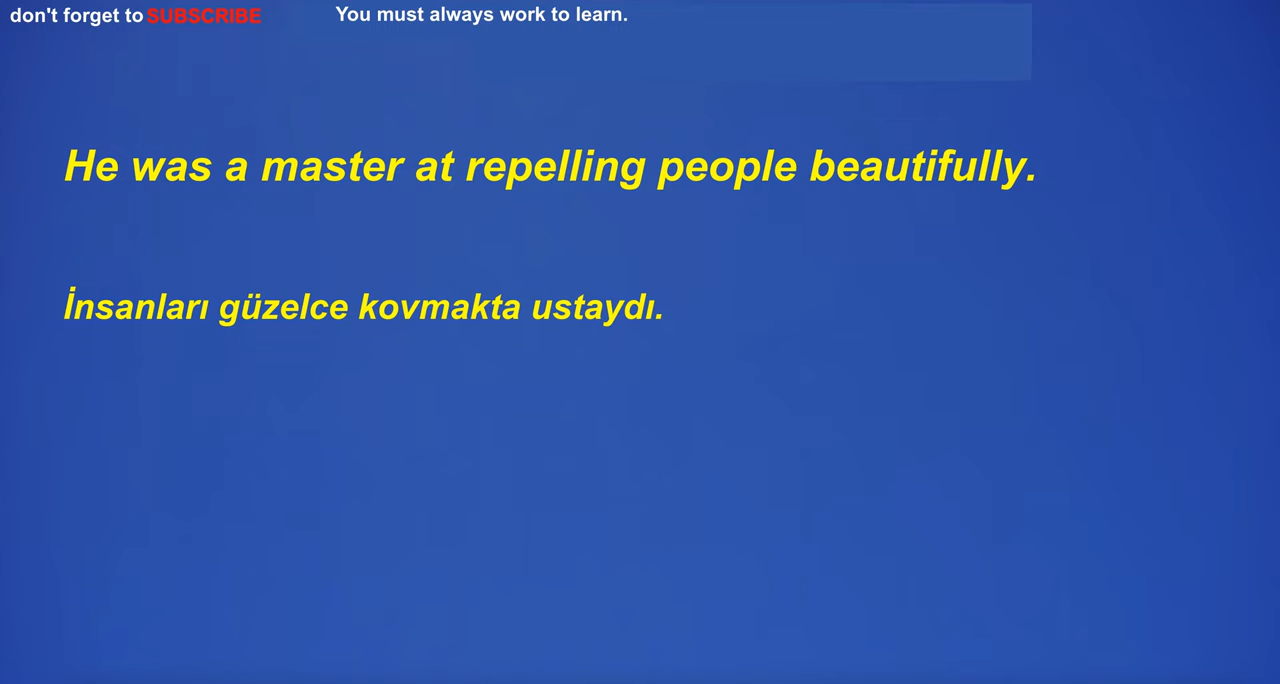 don't forget to SUBSCRIBE You must always work to learn.
He was a master at repelling people beautifully.
İnsanları güzelce kovmakta ustaydı.